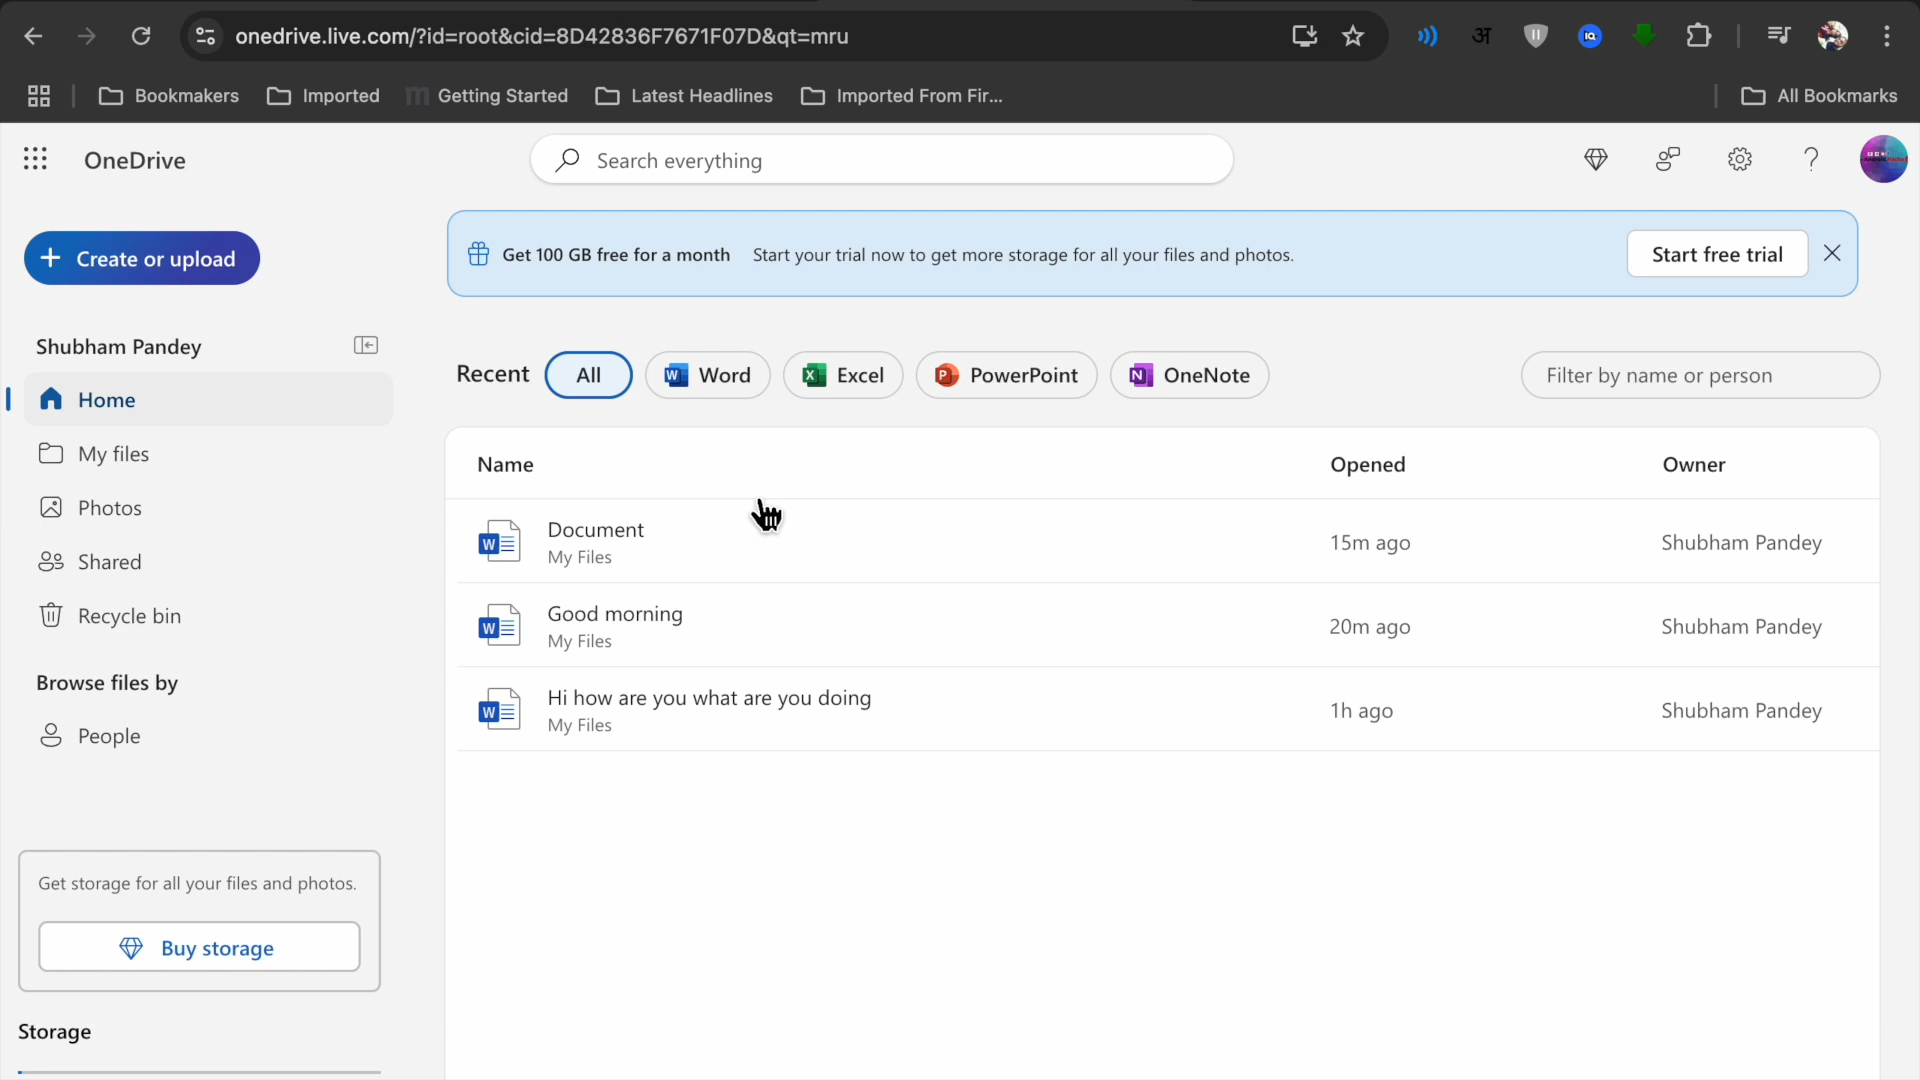 onedrive.live.com/?id=root&cid=8D42836F7671F07D&qt=mru
अ
Bookmakers
Imported
Getting Started
Latest Headlines
Imported From Fir...
All Bookmarks
OneDrive
Search everything
Create or upload
Get 100 GB free for a month Start your trial now to get more storage for all your files and photos.
Start free trial
Shubham Pandey
Home
My files
Photos
Shared
Recycle bin
Browse files by
People
Get storage for all your files and photos.
Buy storage
Storage
Recent
All
Word
Excel
PowerPoint
OneNote
Filter by name or person
Name Opened Owner
Document
My Files
15m ago
Shubham Pandey
Good morning
My Files
20m ago
Shubham Pandey
Hi how are you what are you doing
My Files
1h ago
Shubham Pandey